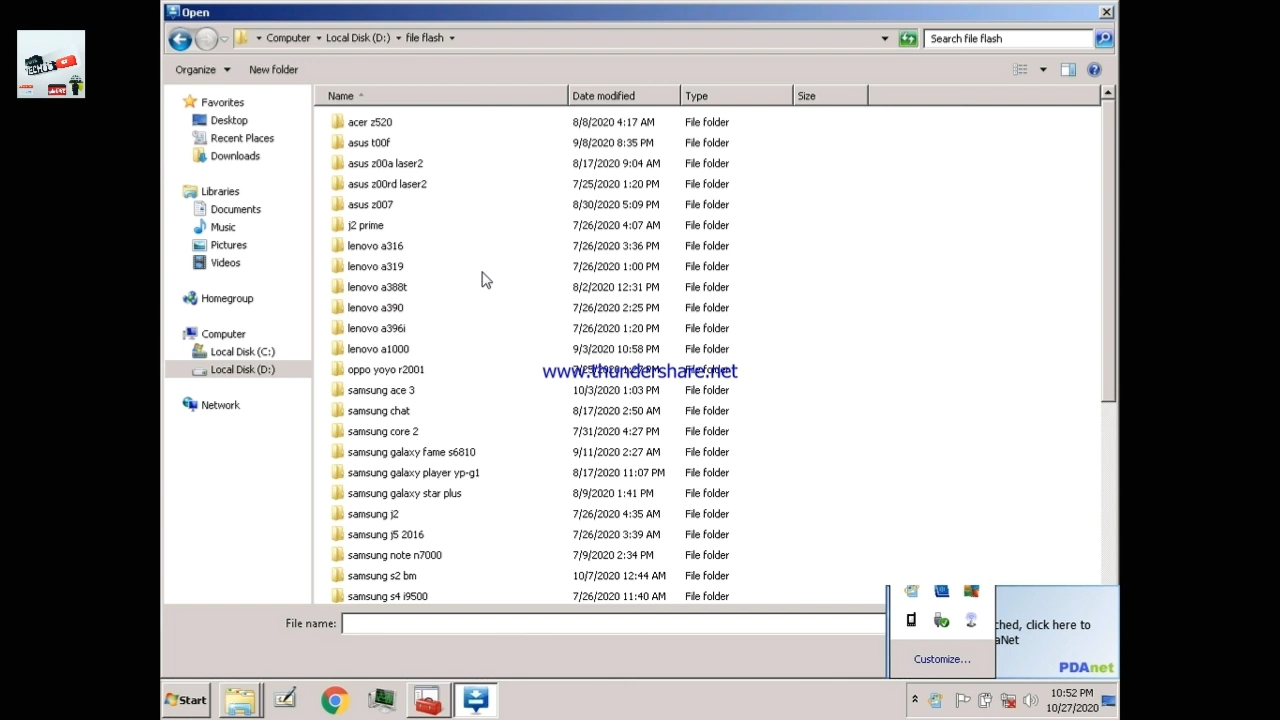 Open
Computer Local Disk (D:) file flash
Search file flash
Organize New folder
Name Date modified Type Size
Favorites
Desktop
Recent Places
Downloads
Libraries
Documents
Music
Pictures
Videos
Homegroup
Computer
Local Disk (C:)
Local Disk (D:)
Network
acer z520 8/8/2020 4:17 AM File folder
asus t00f 9/8/2020 8:35 PM File folder
asus z00a laser2 8/17/2020 9:04 AM File folder
asus z00rd laser2 7/25/2020 1:20 PM File folder
asus z007 8/30/2020 5:09 PM File folder
j2 prime 7/26/2020 4:07 AM File folder
lenovo a316 7/26/2020 3:36 PM File folder
lenovo a319 7/26/2020 1:00 PM File folder
lenovo a388t 8/2/2020 12:31 PM File folder
lenovo a390 7/26/2020 2:25 PM File folder
lenovo a396i 7/26/2020 1:20 PM File folder
lenovo a1000 9/3/2020 10:58 PM File folder
oppo yoyo r2001
www.thundershare.net
samsung ace 3 10/3/2020 1:03 PM File folder
samsung chat 8/17/2020 2:50 AM File folder
samsung core 2 7/31/2020 4:27 PM File folder
samsung galaxy fame s6810 9/11/2020 2:27 AM File folder
samsung galaxy player yp-g1 8/17/2020 11:07 PM File folder
samsung galaxy star plus 8/9/2020 1:41 PM File folder
samsung j2 7/26/2020 4:35 AM File folder
samsung j5 2016 7/26/2020 3:39 AM File folder
samsung note n7000 7/9/2020 2:34 PM File folder
samsung s2 bm 10/7/2020 12:44 AM File folder
samsung s4 i9500 7/26/2020 11:40 AM File folder
File name:
ched, click here to
aNet
Customize...
PDAnet
Start
10:52 PM
10/27/2020